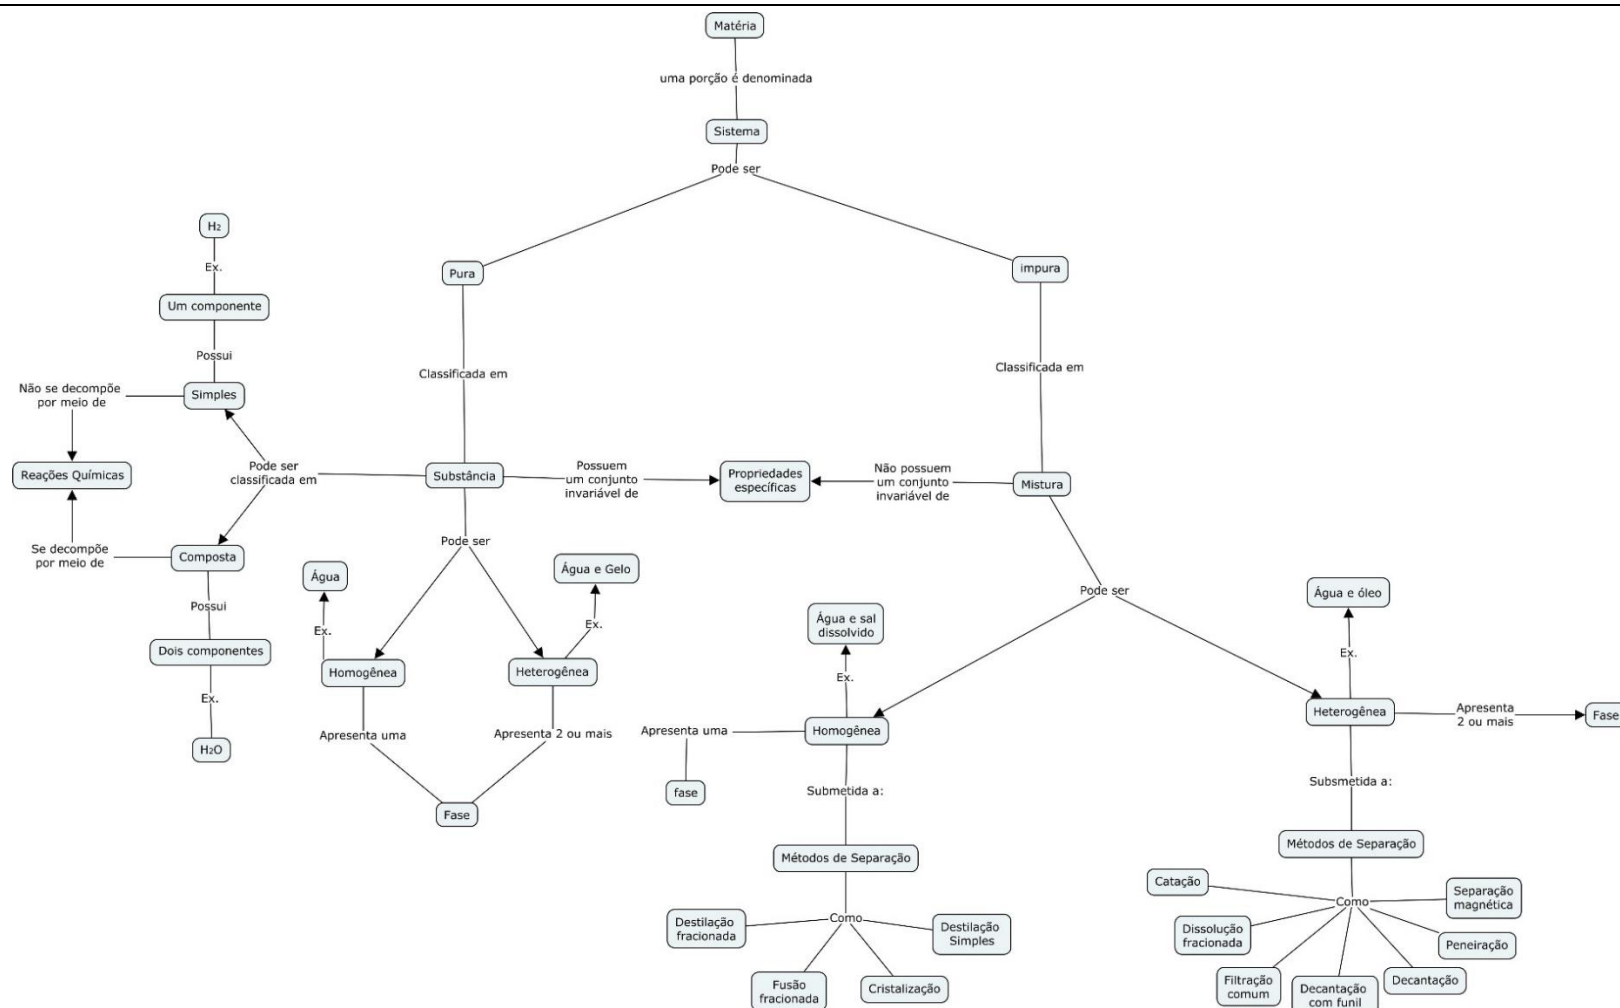 Matéria
uma porção é denominada
Sistema
Pode ser
Pura
impura
Classificada em
Classificada em
H₂
Ex.
Um componente
Possui
Simples
Não se decompõe
por meio de
Reações Químicas
Pode ser
classificada em
Substância
Possuem
um conjunto
invariável de
Propriedades
específicas
Não possuem
um conjunto
invariável de
Mistura
Se decompõe
por meio de
Composta
Possui
Dois componentes
Ex.
H₂O
Pode ser
Água
Ex.
Homogênea
Água e Gelo
Ex.
Heterogênea
Apresenta uma
Apresenta 2 ou mais
Fase
Pode ser
Água e sal
dissolvido
Ex.
Homogênea
Apresenta uma
fase
Submetida a:
Métodos de Separação
Como
Destilação
fracionada
Fusão
fracionada
Cristalização
Destilação
Simples
Água e óleo
Ex.
Heterogênea
Apresenta
2 ou mais
Fase
Subsmetida a:
Métodos de Separação
Como
Catação
Dissolução
fracionada
Filtração
comum
Decantação
com funil
Decantação
Peneiração
Separação
magnética